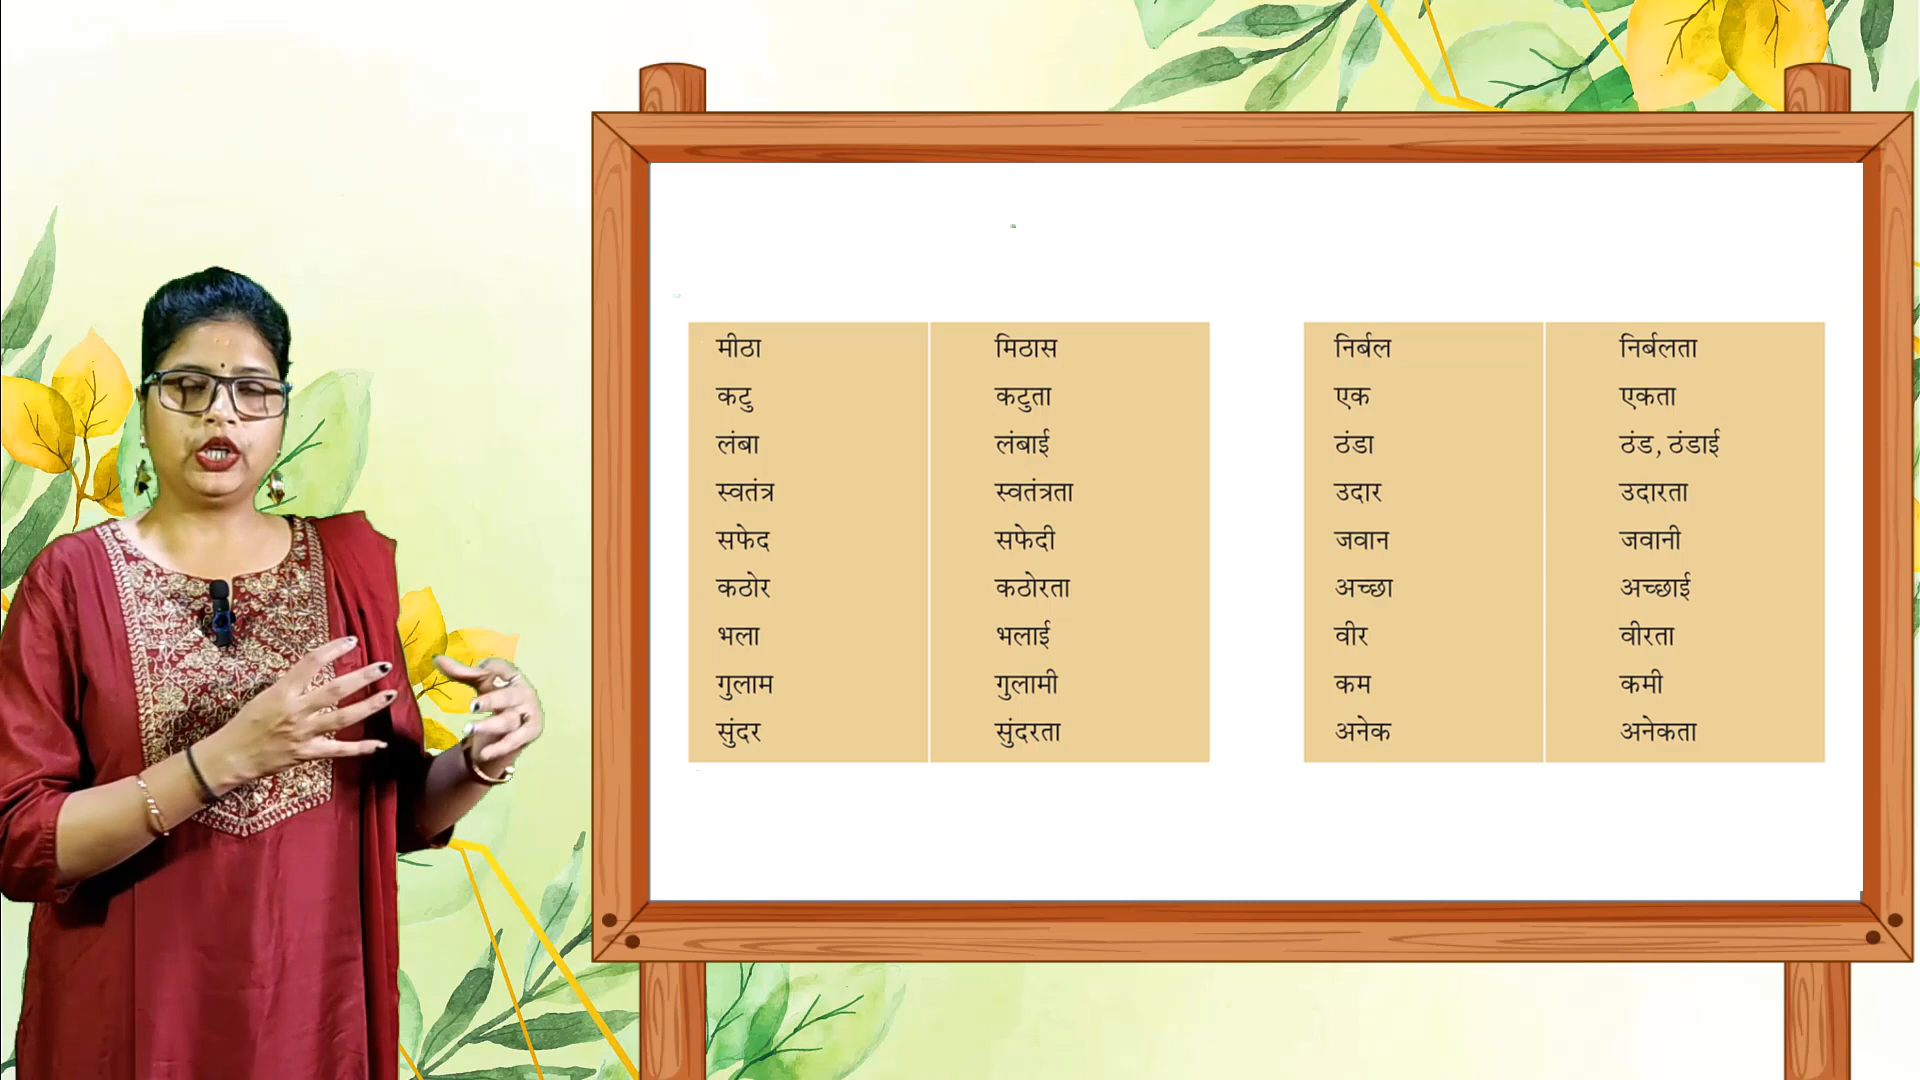 मीठा मिठास
कटु कटुता
लंबा लंबाई
स्वतंत्र स्वतंत्रता
सफेद सफेदी
कठोर कठोरता
भला भलाई
गुलाम गुलामी
सुंदर सुंदरता
निर्बल निर्बलता
एक एकता
ठंडा ठंड, ठंडाई
उदार उदारता
जवान जवानी
अच्छा अच्छाई
वीर वीरता
कम कमी
अनेक अनेकता